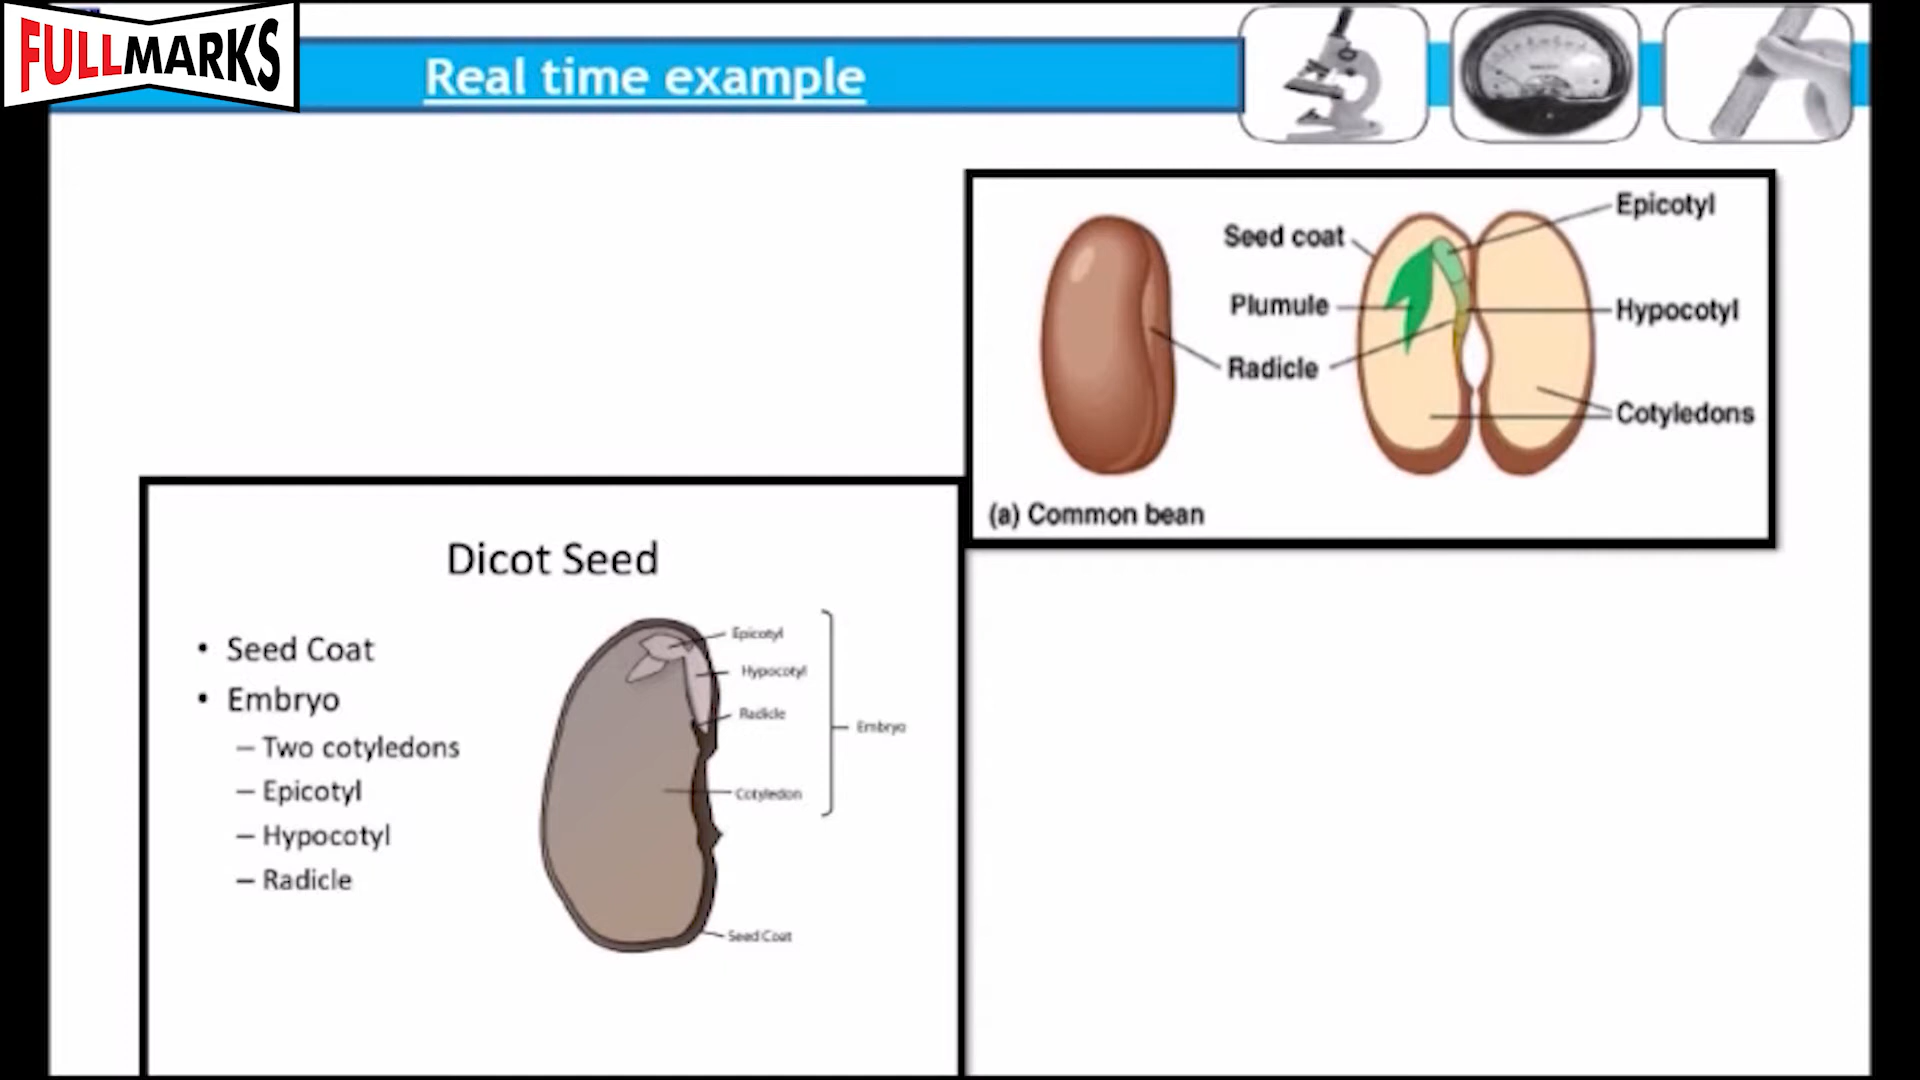 FULLMARKS
Real time example
Epicotyl
Seed coat
Plumule
Hypocotyl
Radicle
Cotyledons
(a) Common bean
Dicot Seed
• Seed Coat
• Embryo
– Two cotyledons
– Epicotyl
– Hypocotyl
– Radicle
Epicotyl
Hypocotyl
Radicle
Embryo
Cotyledon
Seed Coat